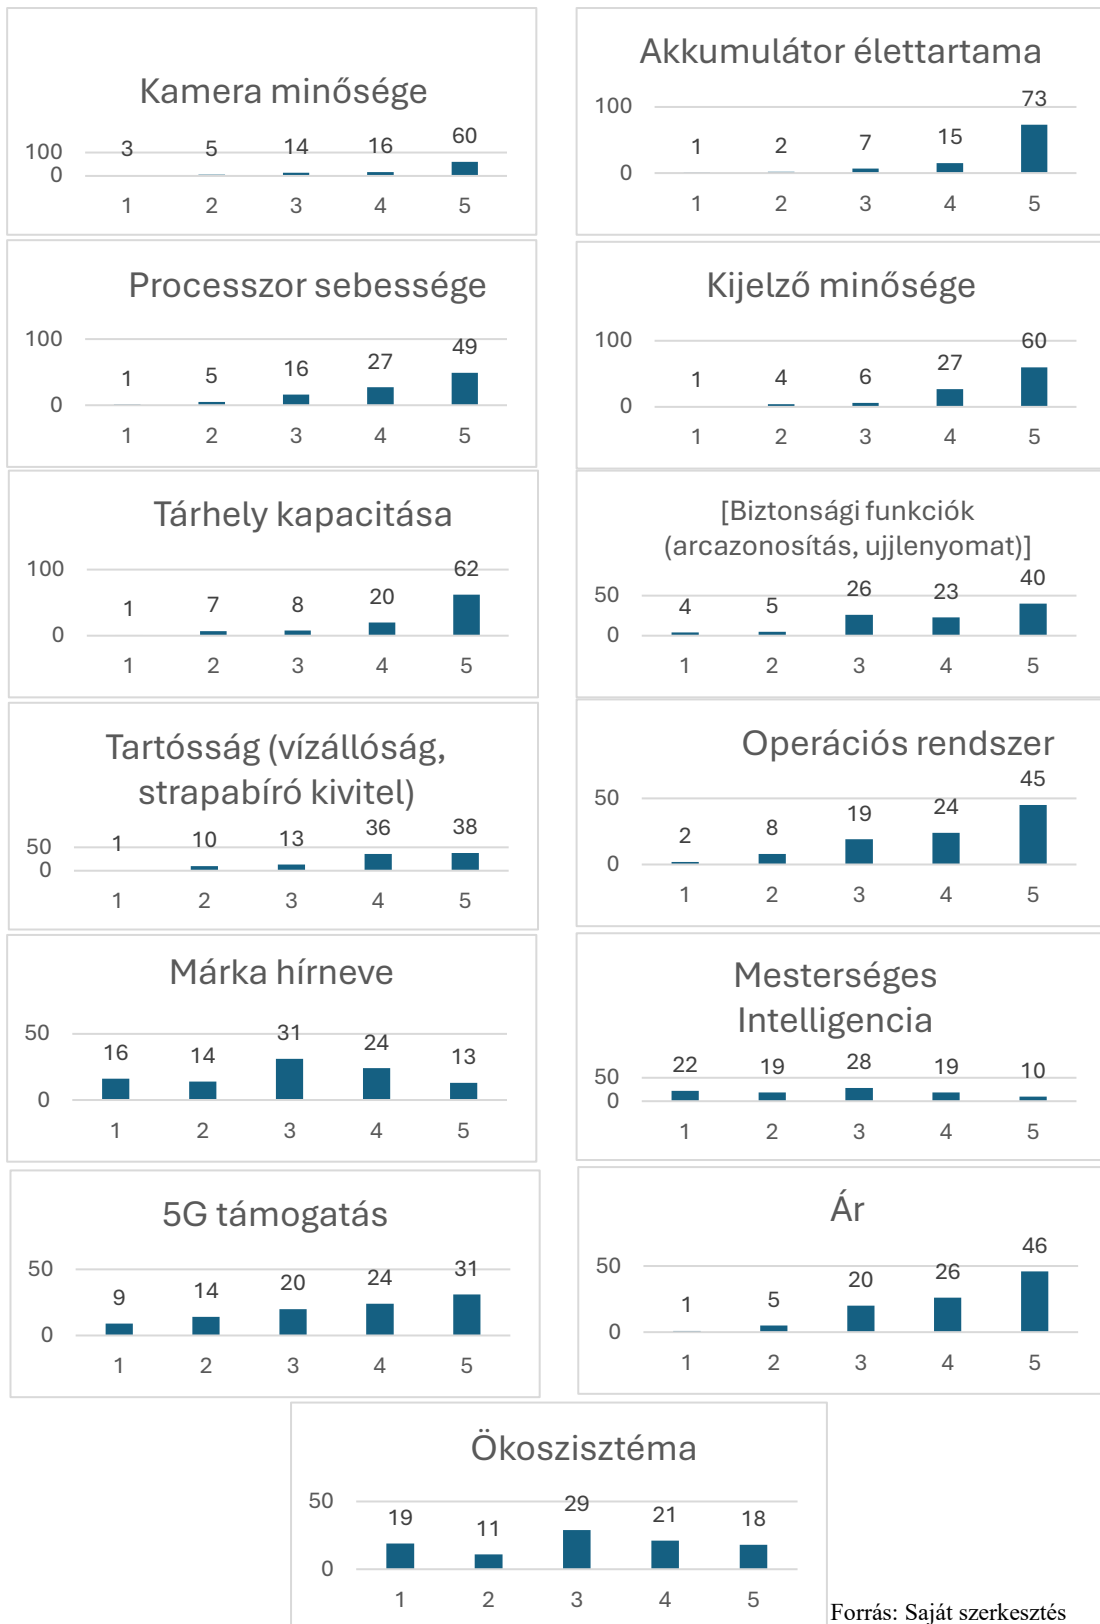 Kamera minősége
3 5 14 16 60
100
0
1 2 3 4 5
Akkumulátor élettartama
73
100
1 2 7 15
0
1 2 3 4 5
Processzor sebessége
100
1 5 16 27 49
0
1 2 3 4 5
Kijelző minősége
100
1 4 6 27 60
0
1 2 3 4 5
Tárhely kapacitása
100
1 7 8 20 62
0
1 2 3 4 5
[Biztonsági funkciók
(arcazonosítás, ujjlenyomat)]
50
4 5 26 23 40
0
1 2 3 4 5
Tartósság (vízállóság,
strapabíró kivitel)
1 10 13 36 38
50
0
1 2 3 4 5
Operációs rendszer
45
50
2 8 19 24
0
1 2 3 4 5
Márka hírneve
50
16 14 31 24 13
0
1 2 3 4 5
Mesterséges
Intelligencia
22 19 28 19 10
50
0
1 2 3 4 5
5G támogatás
50
9 14 20 24 31
0
1 2 3 4 5
Ár
46
50
1 5 20 26
0
1 2 3 4 5
Ökoszisztéma
50
19 11 29 21 18
0
1 2 3 4 5
Forrás: Saját szerkesztés